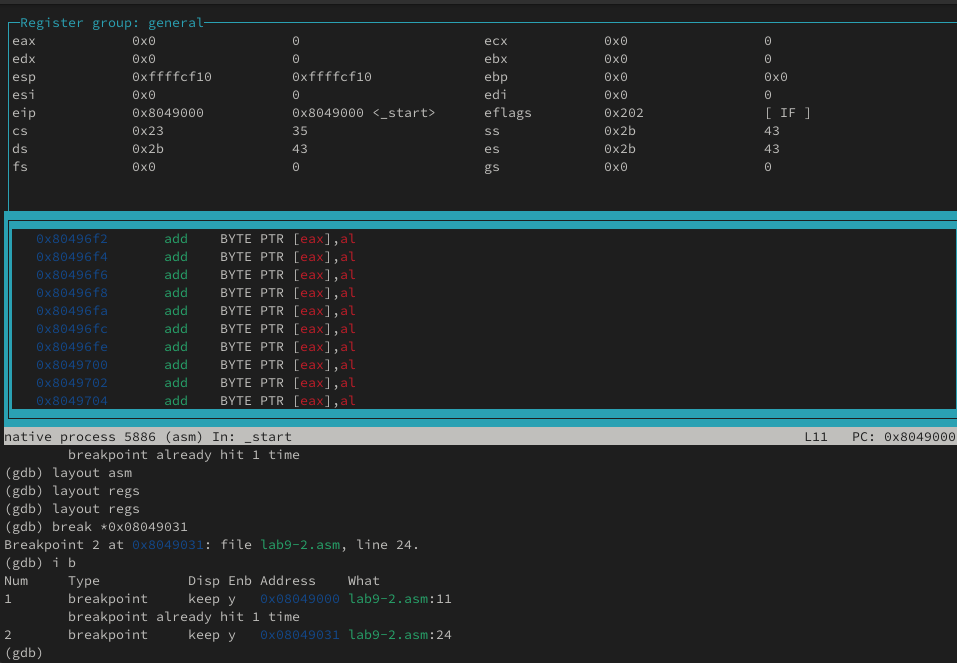 Register group: general
eax 0x0 0 ecx 0x0 0
edx 0x0 0 ebx 0x0 0
esp 0xffffcf10 0xffffcf10 ebp 0x0 0x0
esi 0x0 0 edi 0x0 0
eip 0x8049000 0x8049000 <_start> eflags 0x202 [ IF ]
cs 0x23 35 ss 0x2b 43
ds 0x2b 43 es 0x2b 43
fs 0x0 0 gs 0x0 0
0x80496f2 add BYTE PTR [eax],al
0x80496f4 add BYTE PTR [eax],al
0x80496f6 add BYTE PTR [eax],al
0x80496f8 add BYTE PTR [eax],al
0x80496fa add BYTE PTR [eax],al
0x80496fc add BYTE PTR [eax],al
0x80496fe add BYTE PTR [eax],al
0x8049700 add BYTE PTR [eax],al
0x8049702 add BYTE PTR [eax],al
0x8049704 add BYTE PTR [eax],al
native process 5886 (asm) In: _start L11 PC: 0x8049000
breakpoint already hit 1 time
(gdb) layout asm
(gdb) layout regs
(gdb) layout regs
(gdb) break *0x08049031
Breakpoint 2 at 0x8049031: file lab9-2.asm, line 24.
(gdb) i b
Num Type Disp Enb Address What
1 breakpoint keep y 0x08049000 lab9-2.asm:11
breakpoint already hit 1 time
2 breakpoint keep y 0x08049031 lab9-2.asm:24
(gdb)